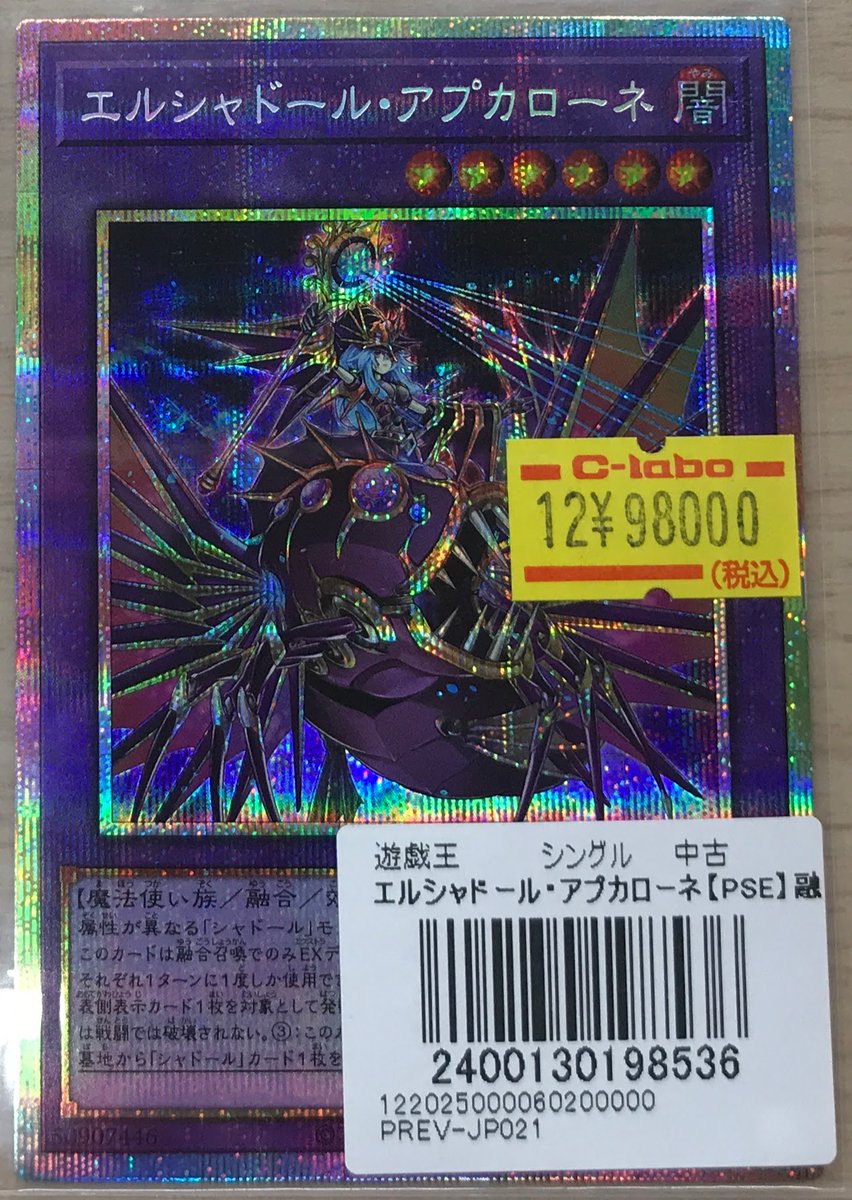 エルシャドール・アプカローネ
やみ
闇
C-labo
12¥98000
(税込)
【魔法使い族/融合/効
属性が異なる「シャドール」モ
このカードは融合召喚でのみEXデ
それぞれ1ターンに1度しか使用で
表側表示カード1枚を対象として発
は戦闘では破壊されない。③:この
墓地から「シャドール」カード1枚を
遊戯王 シングル 中古
エルシャドール・アプカローネ【PSE】融
2400130198536
122025000060200000
PREV-JP021
50907446
©